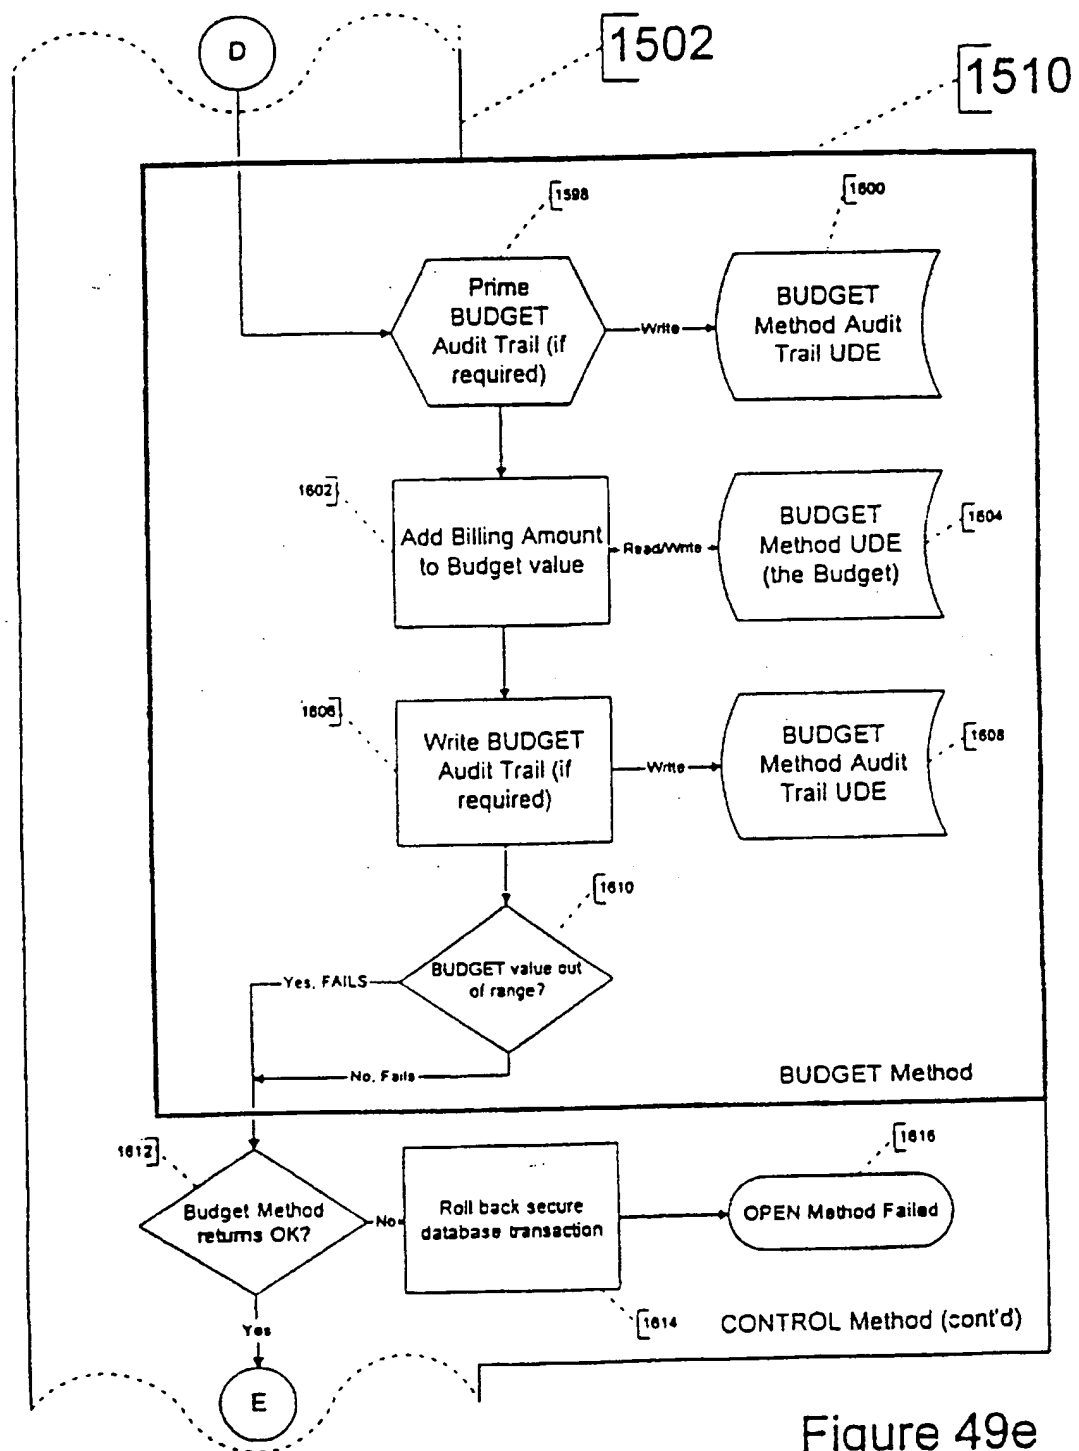 D
1502
1510
1598
1600
Prime
BUDGET
Audit Trail (if
required)
Write
BUDGET
Method Audit
Trail UDE
1602
Add Billing Amount
to Budget value
Read/Write
BUDGET
Method UDE
(the Budget)
1604
1606
Write BUDGET
Audit Trail (if
required)
Write
BUDGET
Method Audit
Trail UDE
1608
1610
BUDGET value out
of range?
Yes, FAILS
No, Fails
BUDGET Method
1612
Budget Method
returns OK?
No
Roll back secure
database transaction
1616
OPEN Method Failed
1614
CONTROL Method (cont'd)
Yes
E
Figure 49e